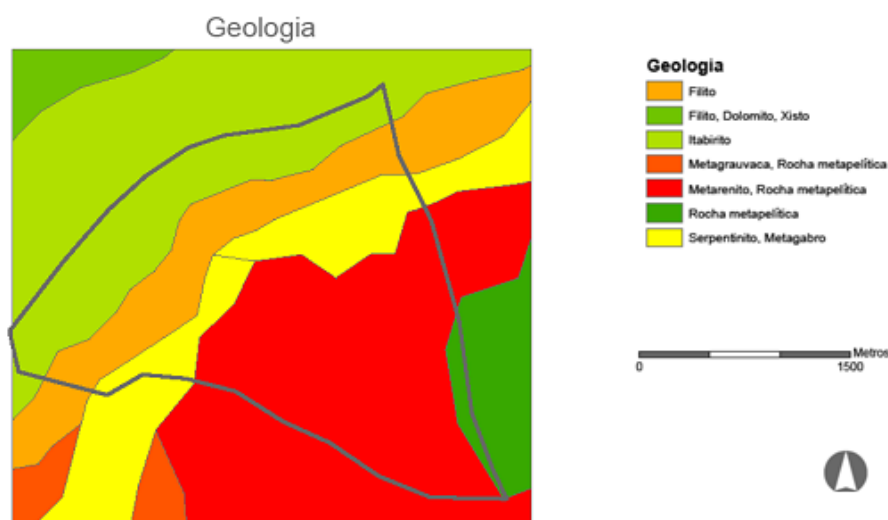 Geologia
Geologia
Filito
Filito, Dolomito, Xisto
Itabirito
Metagrauvaca, Rocha metapelítica
Metarenito, Rocha metapelítica
Rocha metapelítica
Serpentinito, Metagabro
Metros
0 1500